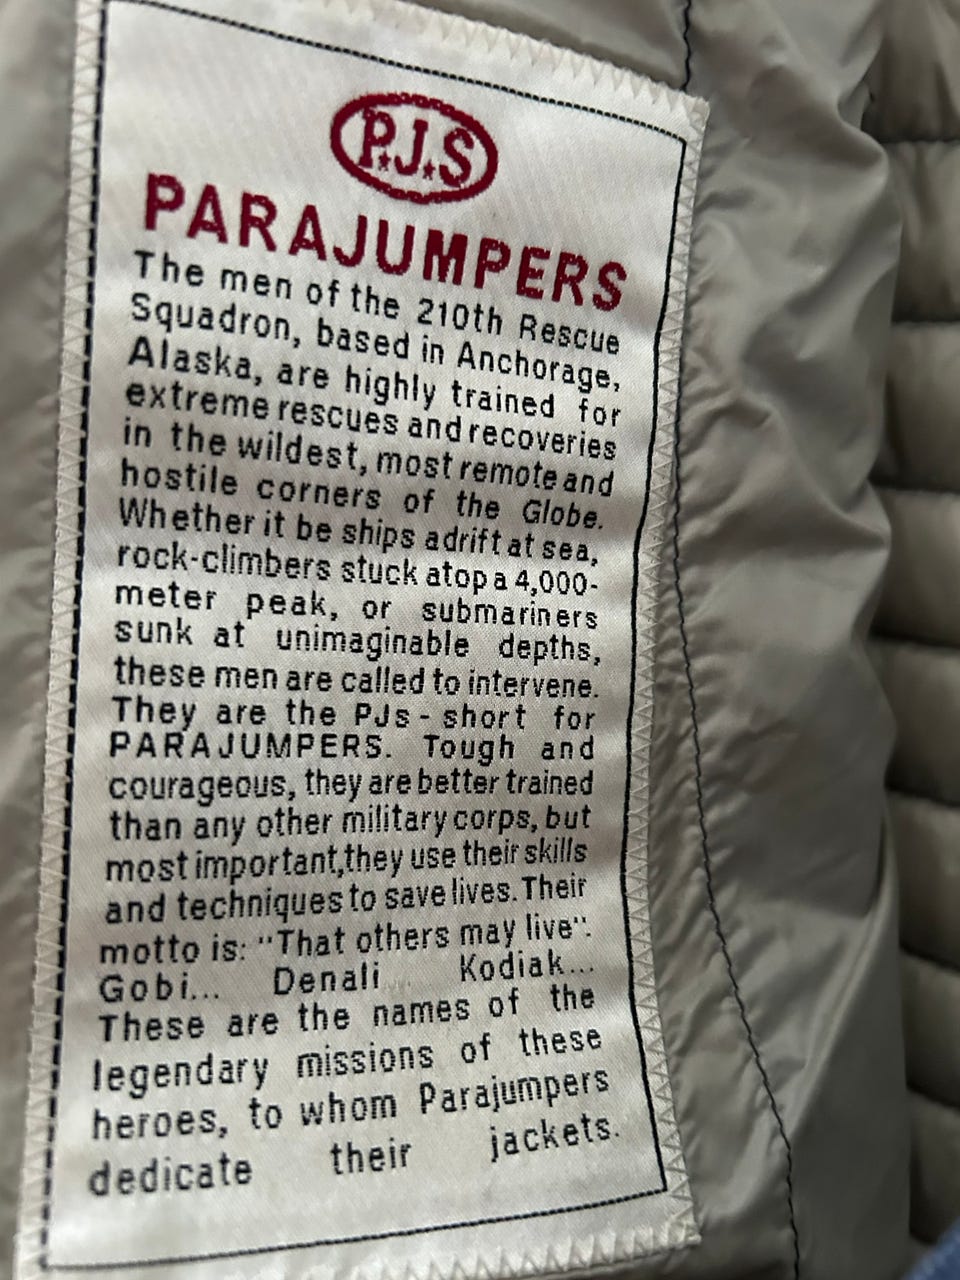 P.J.S
PARAJUMPERS
The men of the 210th Rescue
Squadron, based in Anchorage,
Alaska, are highly trained for
extreme rescues and recoveries
in the wildest, most remote and
hostile corners of the Globe.
Whether it be ships adrift at sea,
rock-climbers stuck atop a 4,000-
meter peak, or submariners
sunk at unimaginable depths,
these men are called to intervene.
They are the PJs - short for
PARAJUMPERS. Tough and
courageous, they are better trained
than any other military corps, but
most important,they use their skills
and techniques to save lives. Their
motto is: "That others may live".
Gobi... Denali... Kodiak...
These are the names of the
legendary missions of these
heroes, to whom Parajumpers
dedicate their jackets.